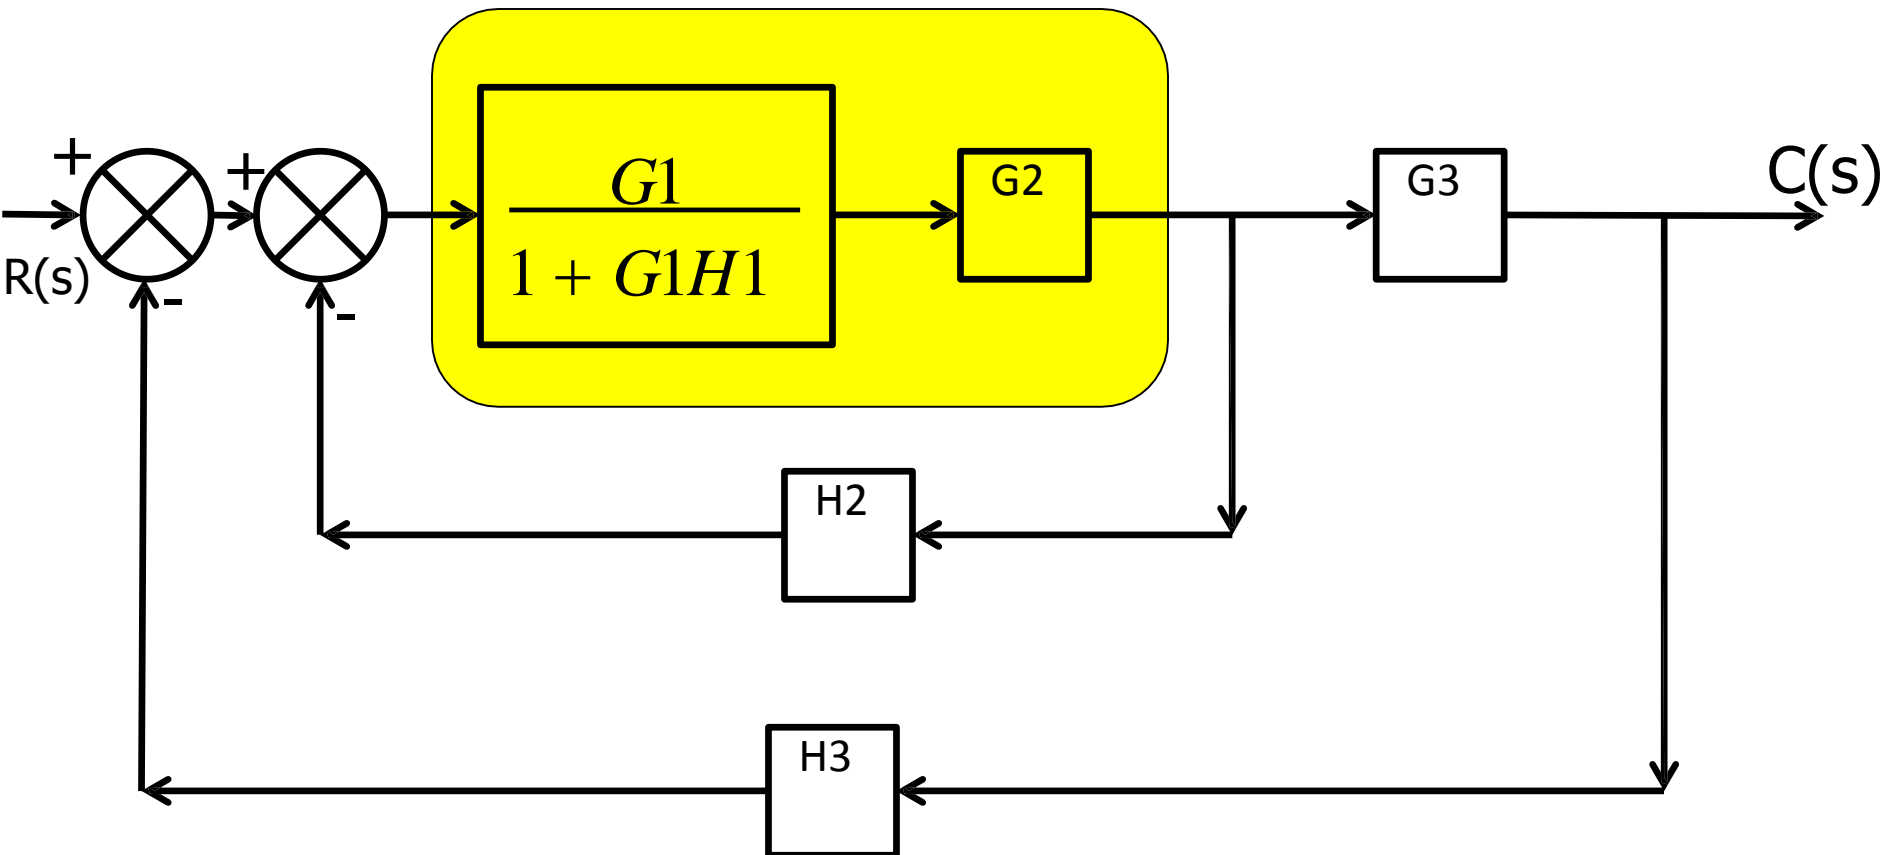 +
R(s)
-
+
-
G1
1 + G1H1
G2
G3
C(s)
H2
H3